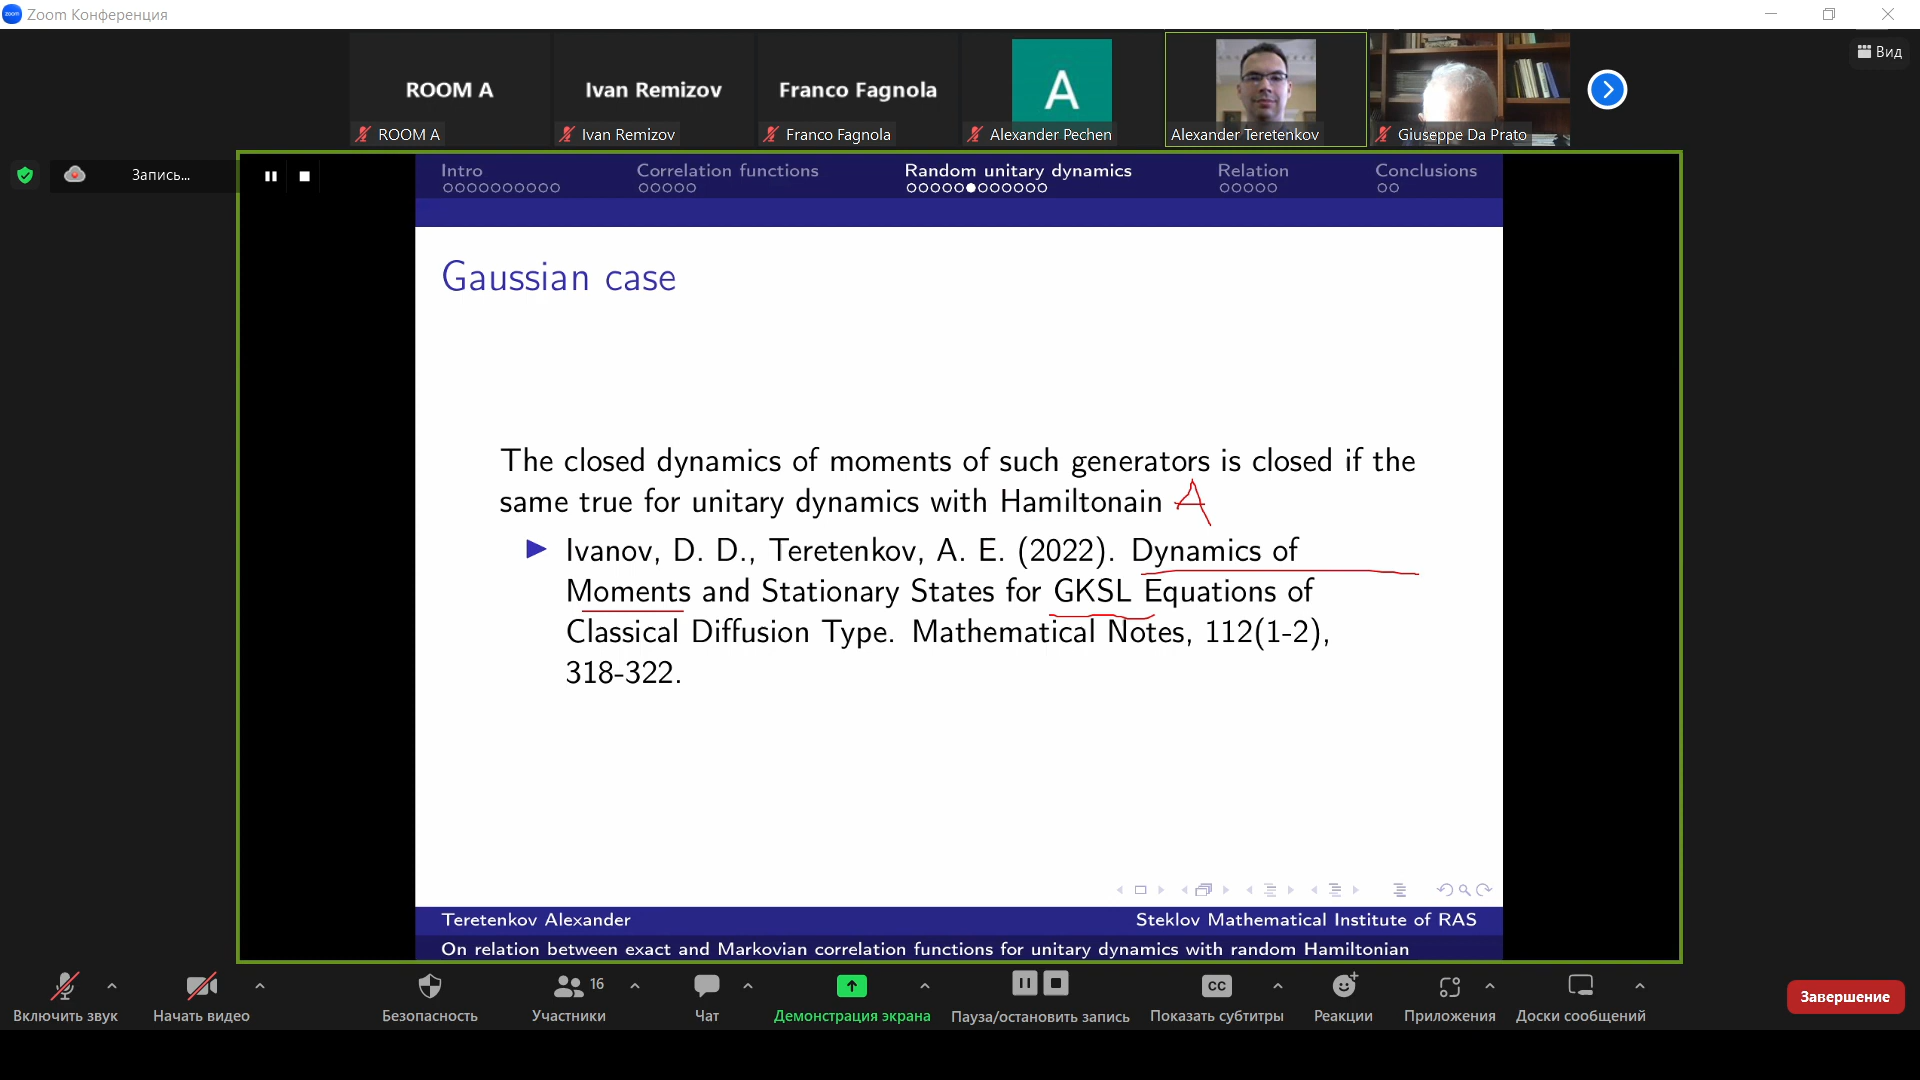 zoom
Zoom Конференция
Вид
ROOM A
Ivan Remizov
Franco Fagnola
A
ROOM A
Ivan Remizov
Franco Fagnola
Alexander Pechen
Alexander Teretenkov
Giuseppe Da Prato
Запись...
Intro
Correlation functions
Random unitary dynamics
Relation
Conclusions
Gaussian case
The closed dynamics of moments of such generators is closed if the
same true for unitary dynamics with Hamiltonain A
Ivanov, D. D., Teretenkov, A. E. (2022). Dynamics of
Moments and Stationary States for GKSL Equations of
Classical Diffusion Type. Mathematical Notes, 112(1-2),
318-322.
Teretenkov Alexander
Steklov Mathematical Institute of RAS
On relation between exact and Markovian correlation functions for unitary dynamics with random Hamiltonian
16
CC
Включить звук
Начать видео
Безопасность
Участники
Чат
Демонстрация экрана
Пауза/остановить запись
Показать субтитры
Реакции
Приложения
Доски сообщений
Завершение